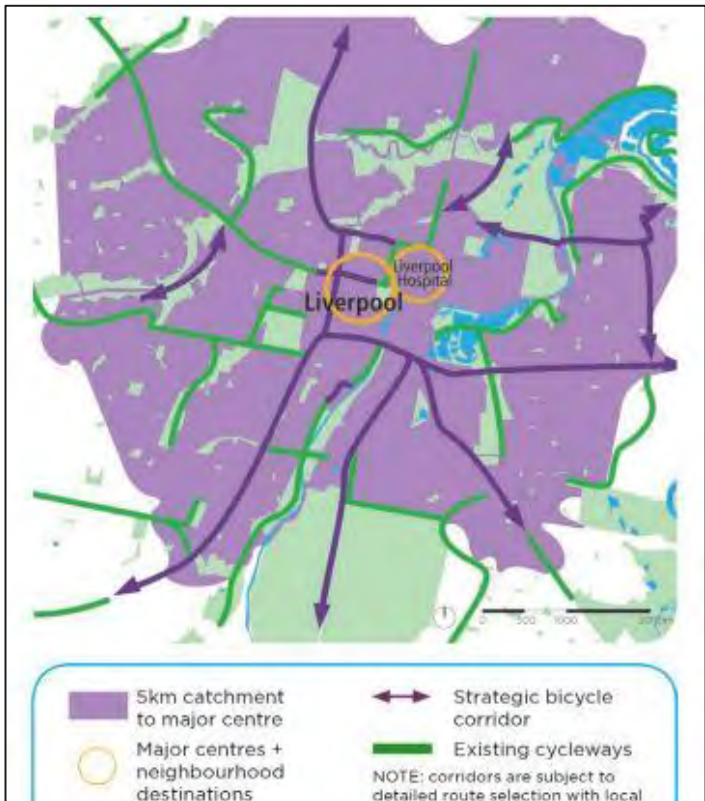 Liverpool
Hospital
Liverpool
0 500 1000
5km catchment
to major centre
Major centres +
neighbourhood
destinations
Strategic bicycle
corridor
Existing cycleways
NOTE: corridors are subject to
detailed route selection with local